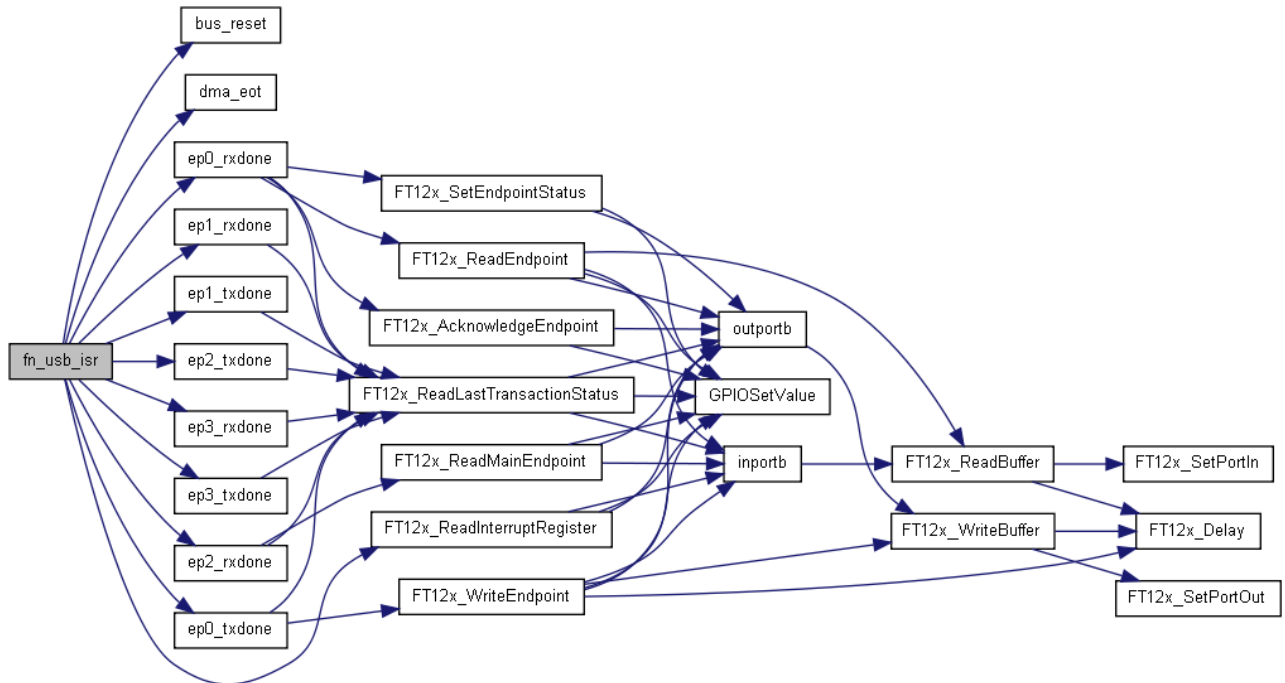 fn_usb_isr
bus_reset
dma_eot
ep0_rxdone
ep1_rxdone
ep1_txdone
ep2_txdone
ep3_rxdone
ep3_txdone
ep2_rxdone
ep0_txdone
FT12x_SetEndpointStatus
FT12x_ReadEndpoint
FT12x_AcknowledgeEndpoint
FT12x_ReadLastTransactionStatus
FT12x_ReadMainEndpoint
FT12x_ReadInterruptRegister
FT12x_WriteEndpoint
outportb
GPIOSetValue
inportb
FT12x_ReadBuffer
FT12x_WriteBuffer
FT12x_SetPortIn
FT12x_Delay
FT12x_SetPortOut